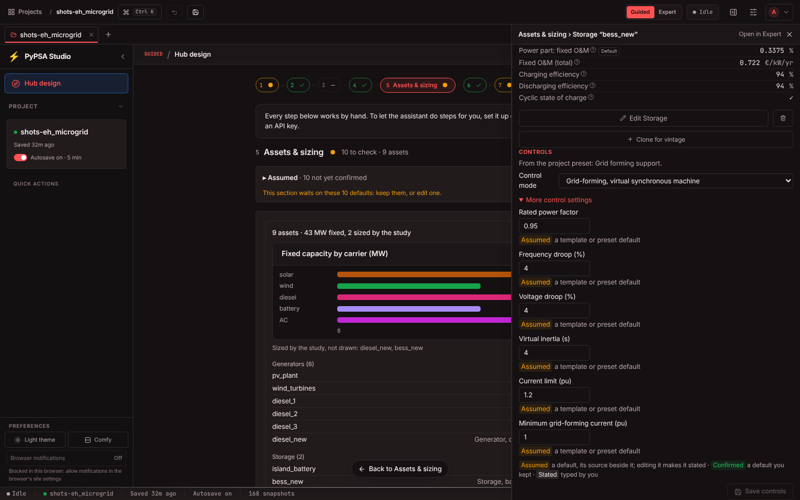 Projects / shots-eh_microgrid
Ctrl K
Guided
Expert
Idle
A
shots-eh_microgrid
PyPSA Studio
GUIDED / Hub design
Hub design
PROJECT
shots-eh_microgrid
Saved 32m ago
Autosave on · 5 min
QUICK ACTIONS
PREFERENCES
Light theme
Comfy
Browser notifications
Off
Blocked in this browser: allow notifications in the
browser's site settings
1
2
3
4
5 Assets & sizing
6
7
Every step below works by hand. To let the assistant do steps for you, set it up
an API key.
5 Assets & sizing 10 to check · 9 assets
Assumed · 10 not yet confirmed
This section waits on these 10 defaults: keep them, or edit one.
9 assets · 43 MW fixed, 2 sized by the study
Fixed capacity by carrier (MW)
solar
wind
diesel
battery
AC
0
Sized by the study, not drawn: diesel_new, bess_new
Generators (6)
pv_plant
wind_turbines
diesel_1
diesel_2
diesel_3
diesel_new
Storage (2)
island_battery
bess_new
Storage, b
Back to Assets & sizing
Assets & sizing › Storage "bess_new"
Open in Expert
Power part: fixed O&M Default 0.3375 %
Fixed O&M (total) 0.722 €/kW/yr
Charging efficiency 94 %
Discharging efficiency 94 %
Cyclic state of charge ✓
Edit Storage
Clone for vintage
CONTROLS
From the project preset: Grid forming support.
Control
mode
Grid-forming, virtual synchronous machine
More control settings
Rated power factor
0.95
Assumed a template or preset default
Frequency droop (%)
4
Assumed a template or preset default
Voltage droop (%)
4
Assumed a template or preset default
Virtual inertia (s)
4
Assumed a template or preset default
Current limit (pu)
1.2
Assumed a template or preset default
Minimum grid-forming current (pu)
1
Assumed a template or preset default
Assumed a default, its source beside it; editing it makes it stated · Confirmed a default you
kept · Stated typed by you
Save controls
Idle
shots-eh_microgrid
Saved 32m ago
Autosave on
168 snapshots